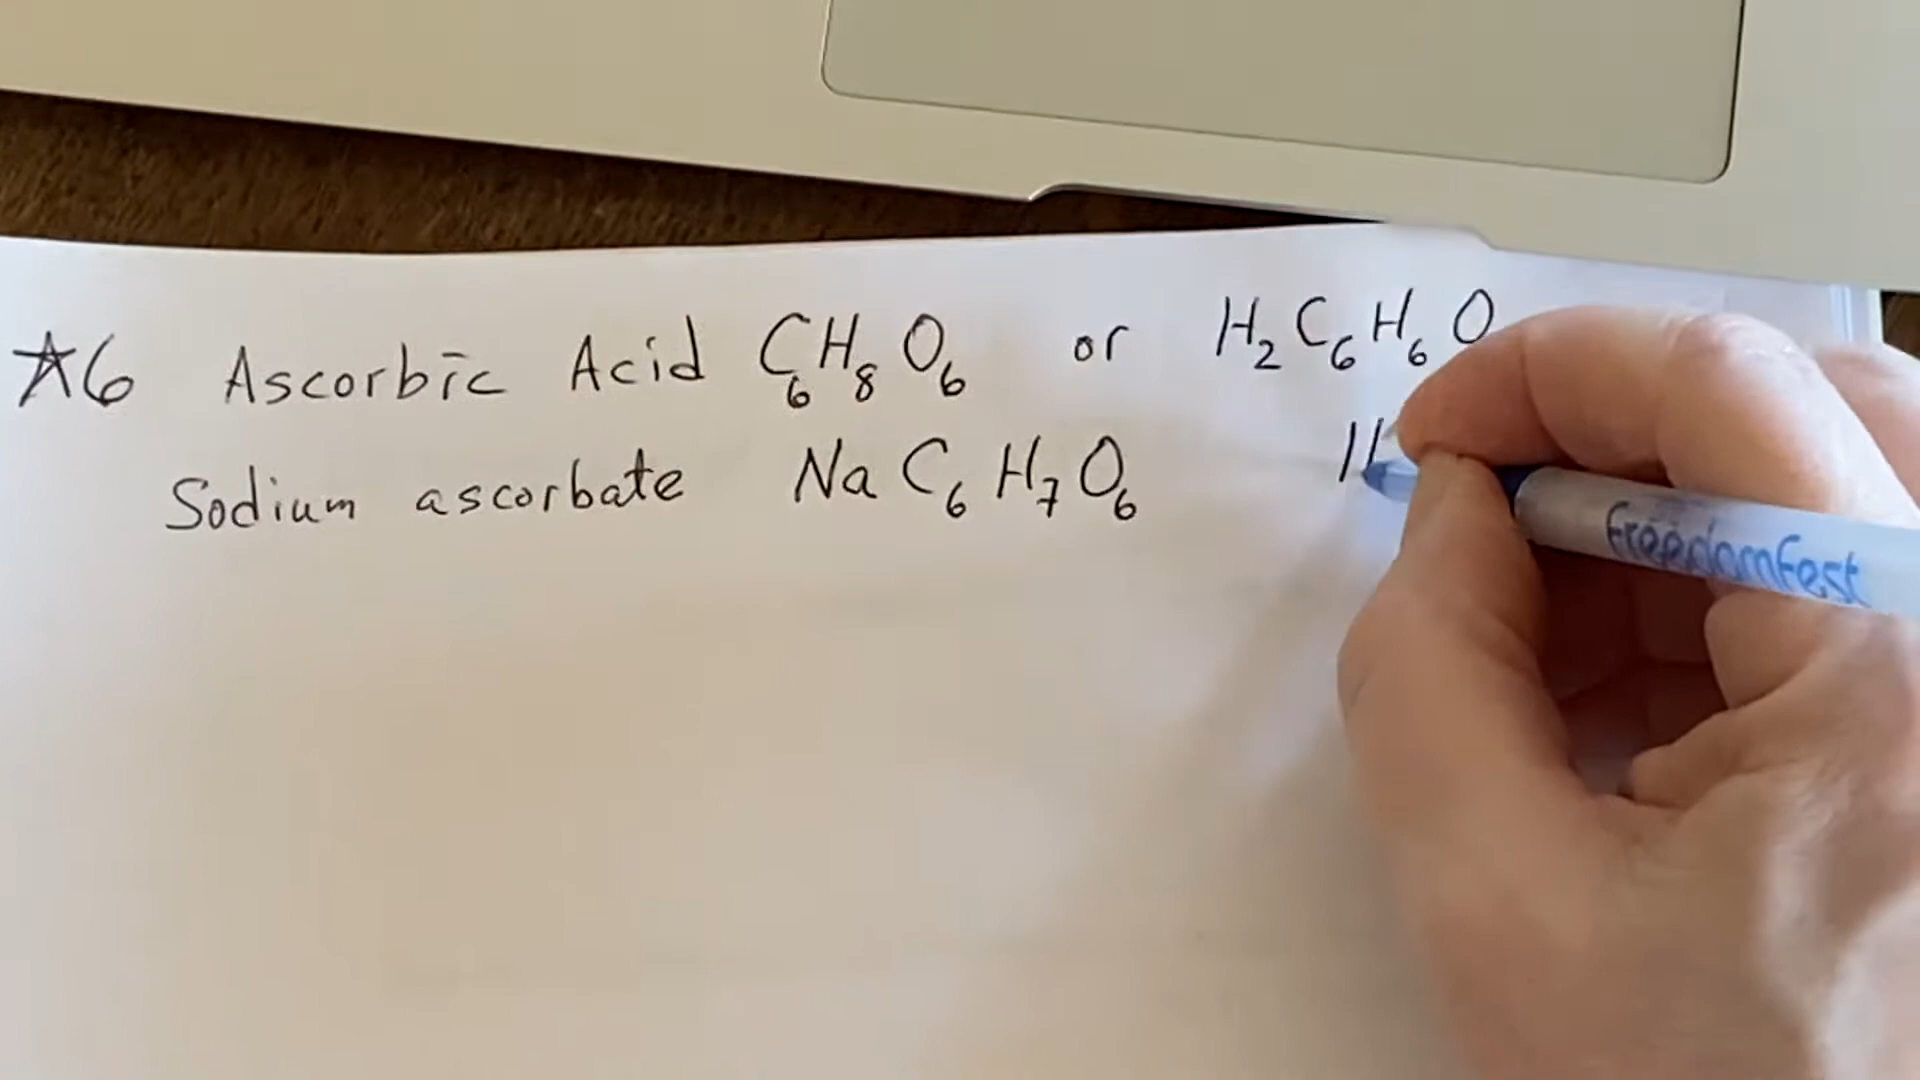 ☆6 Ascorbic Acid C₆H₈O₆ or H₂C₆H₆O
Sodium ascorbate NaC₆H₇O₆
freedomfest